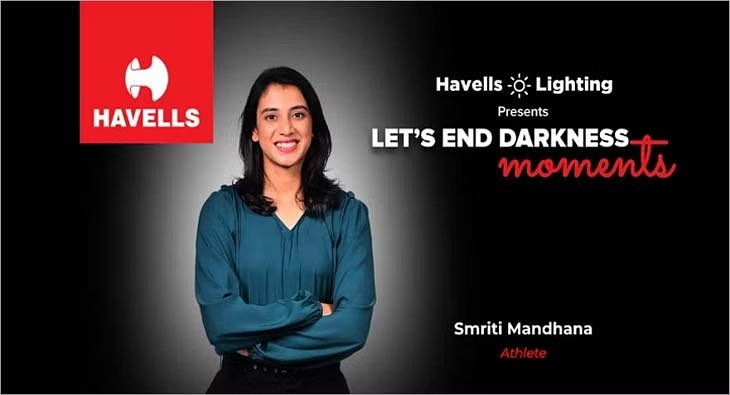 HAVELLS
Havells Lighting
Presents
LET'S END DARKNESS
moments
Smriti Mandhana
Athlete